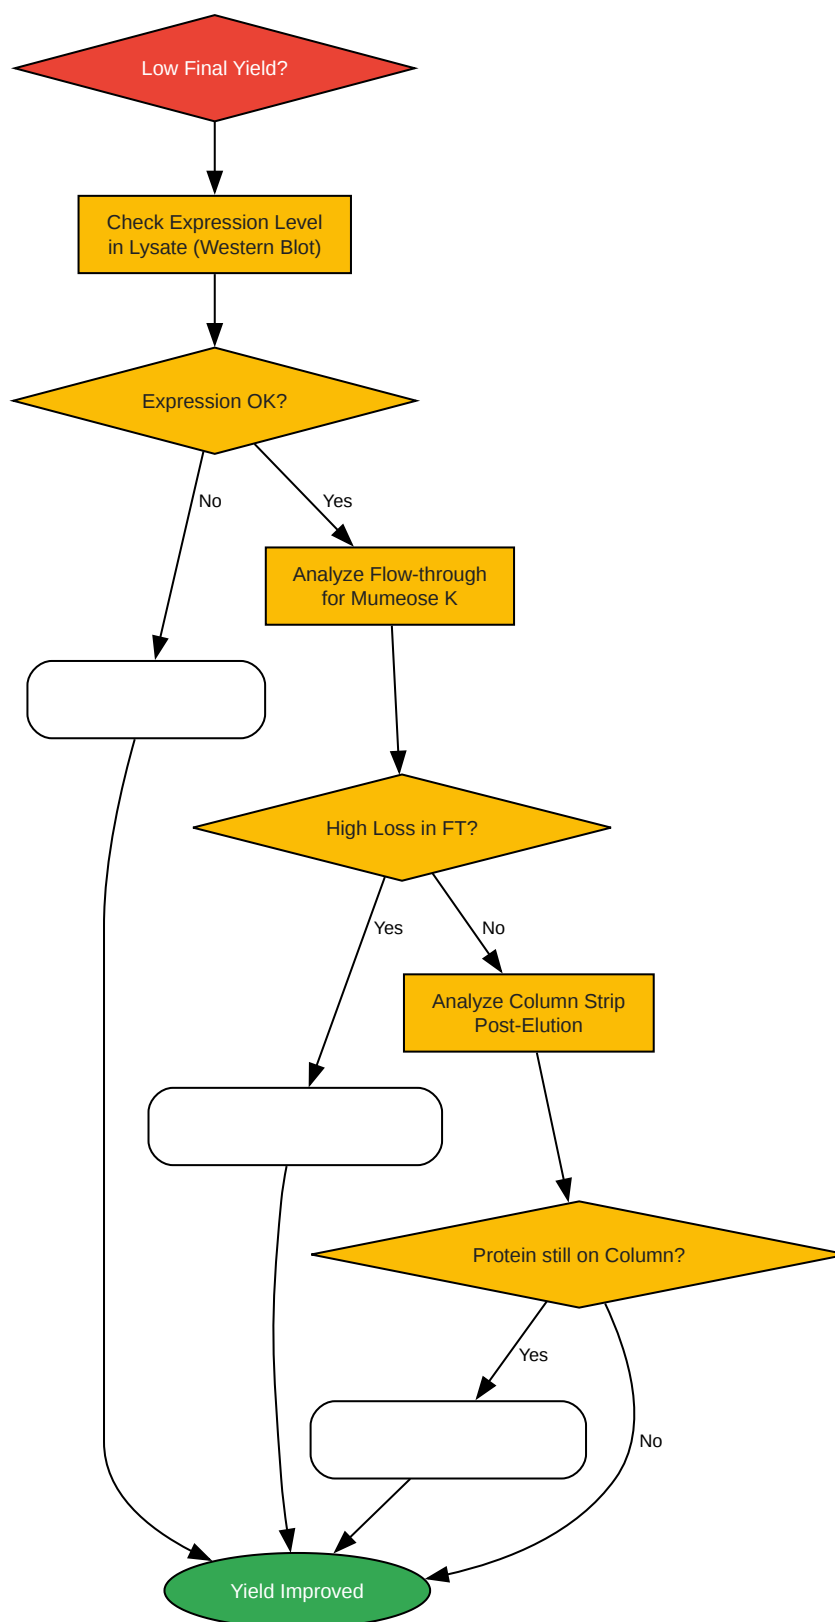 Low Final Yield?
Check Expression Level
in Lysate (Western Blot)
Expression OK?
No
Yes
Analyze Flow-through
for Mumeose K
High Loss in FT?
Yes
No
Analyze Column Strip
Post-Elution
Protein still on Column?
Yes
No
Yield Improved